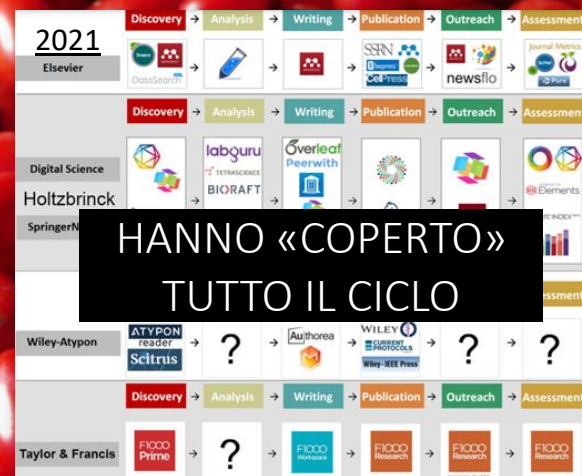 2021
Discovery → Analysis → Writing → Publication → Outreach → Assessment
Elsevier
DataSearch
SSRN
bepress
CellPress
newsflo
Journal Metrics
Pure
Discovery → Analysis → Writing → Publication → Outreach → Assessment
Digital Science
Holtzbrinck
labguru
TETRASCIENCE
BIORAFT
Overleaf
Peerwith
Elements
HANNO «COPERTO»
TUTTO IL CICLO
Wiley-Atypon
ATYPON
reader
Scitrus
?
Authorea
WILEY
CURRENT
PROTOCOLS
Wiley-IEEE Press
?
?
Discovery → Analysis → Writing → Publication → Outreach → Assessment
Taylor & Francis
F1000
Prime
?
F1000
Workspace
F1000
Research
F1000
Research
F1000
Research